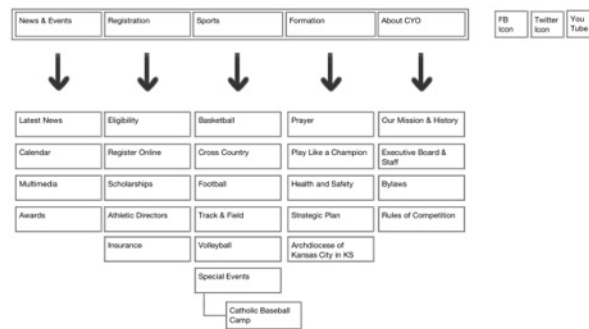 News & Events
Registration
Sports
Formation
About CYO
FB
Icon
Twitter
Icon
You
Tube
Latest News
Eligibility
Basketball
Prayer
Our Mission & History
Calendar
Register Online
Cross Country
Play Like a Champion
Executive Board &
Staff
Multimedia
Scholarships
Football
Health and Safety
Bylaws
Awards
Athletic Directors
Track & Field
Strategic Plan
Rules of Competition
Insurance
Volleyball
Archdiocese of
Kansas City in KS
Special Events
Catholic Baseball
Camp